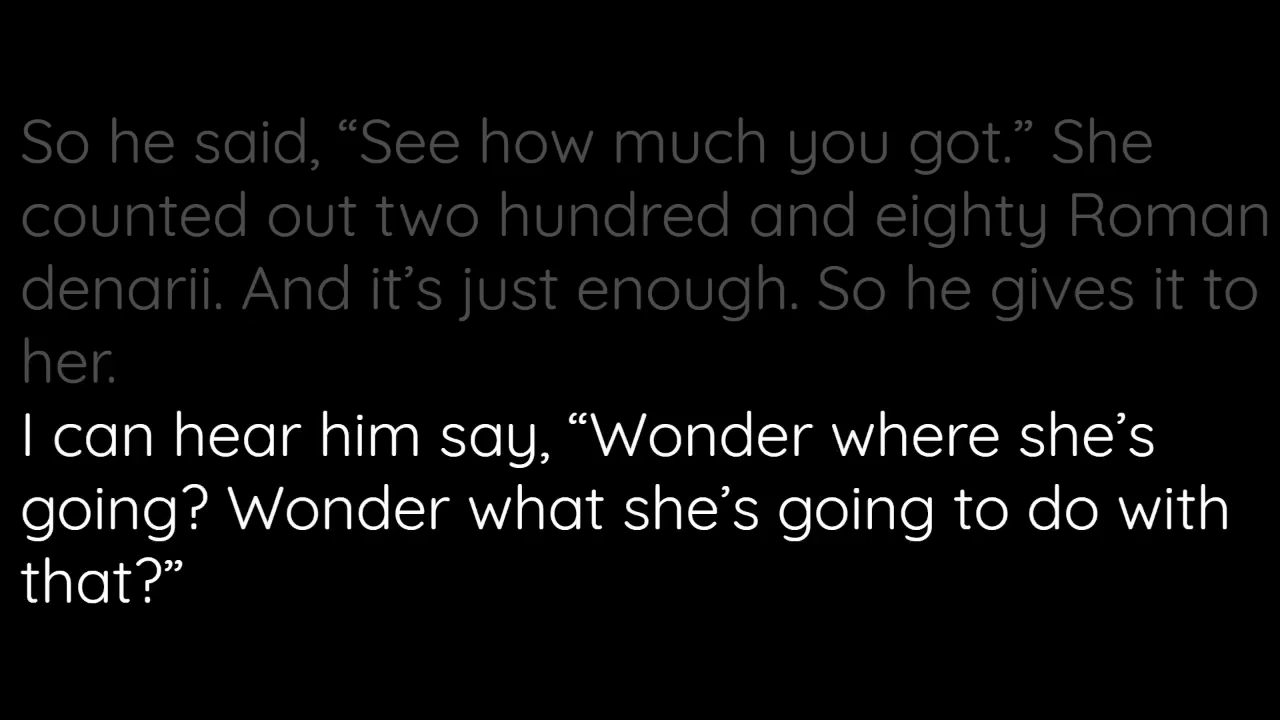 So he said, “See how much you got.” She
counted out two hundred and eighty Roman
denarii. And it’s just enough. So he gives it to
her.
I can hear him say, “Wonder where she’s
going? Wonder what she’s going to do with
that?”